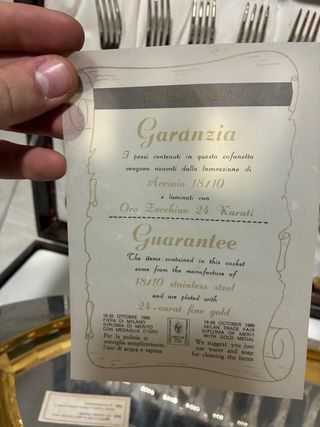 Garanzia
I pezzi contenuti in questo cofanetto
vengono ricavati dalla lavorazione di
Acciaio 18/10
e laminati con
Oro Zecchino 24 Karati
Guarantee
The items contained in this casket
come from the manufacture of
18/10 stainless steel
and are plated with
24-carat fine gold
19-26 OTTOBRE 1980
FIERA DI MILANO
DIPLOMA DI MERITO
CON MEDAGLIA D'ORO
Per la pulizia si
consiglia semplicemente
l'uso di acqua e sapone
19-26 OCTOBER 1980
MILAN TRADE FAIR
DIPLOMA OF MERIT
WITH GOLD MEDAL
We suggest you just
use water and soap
for cleaning the items